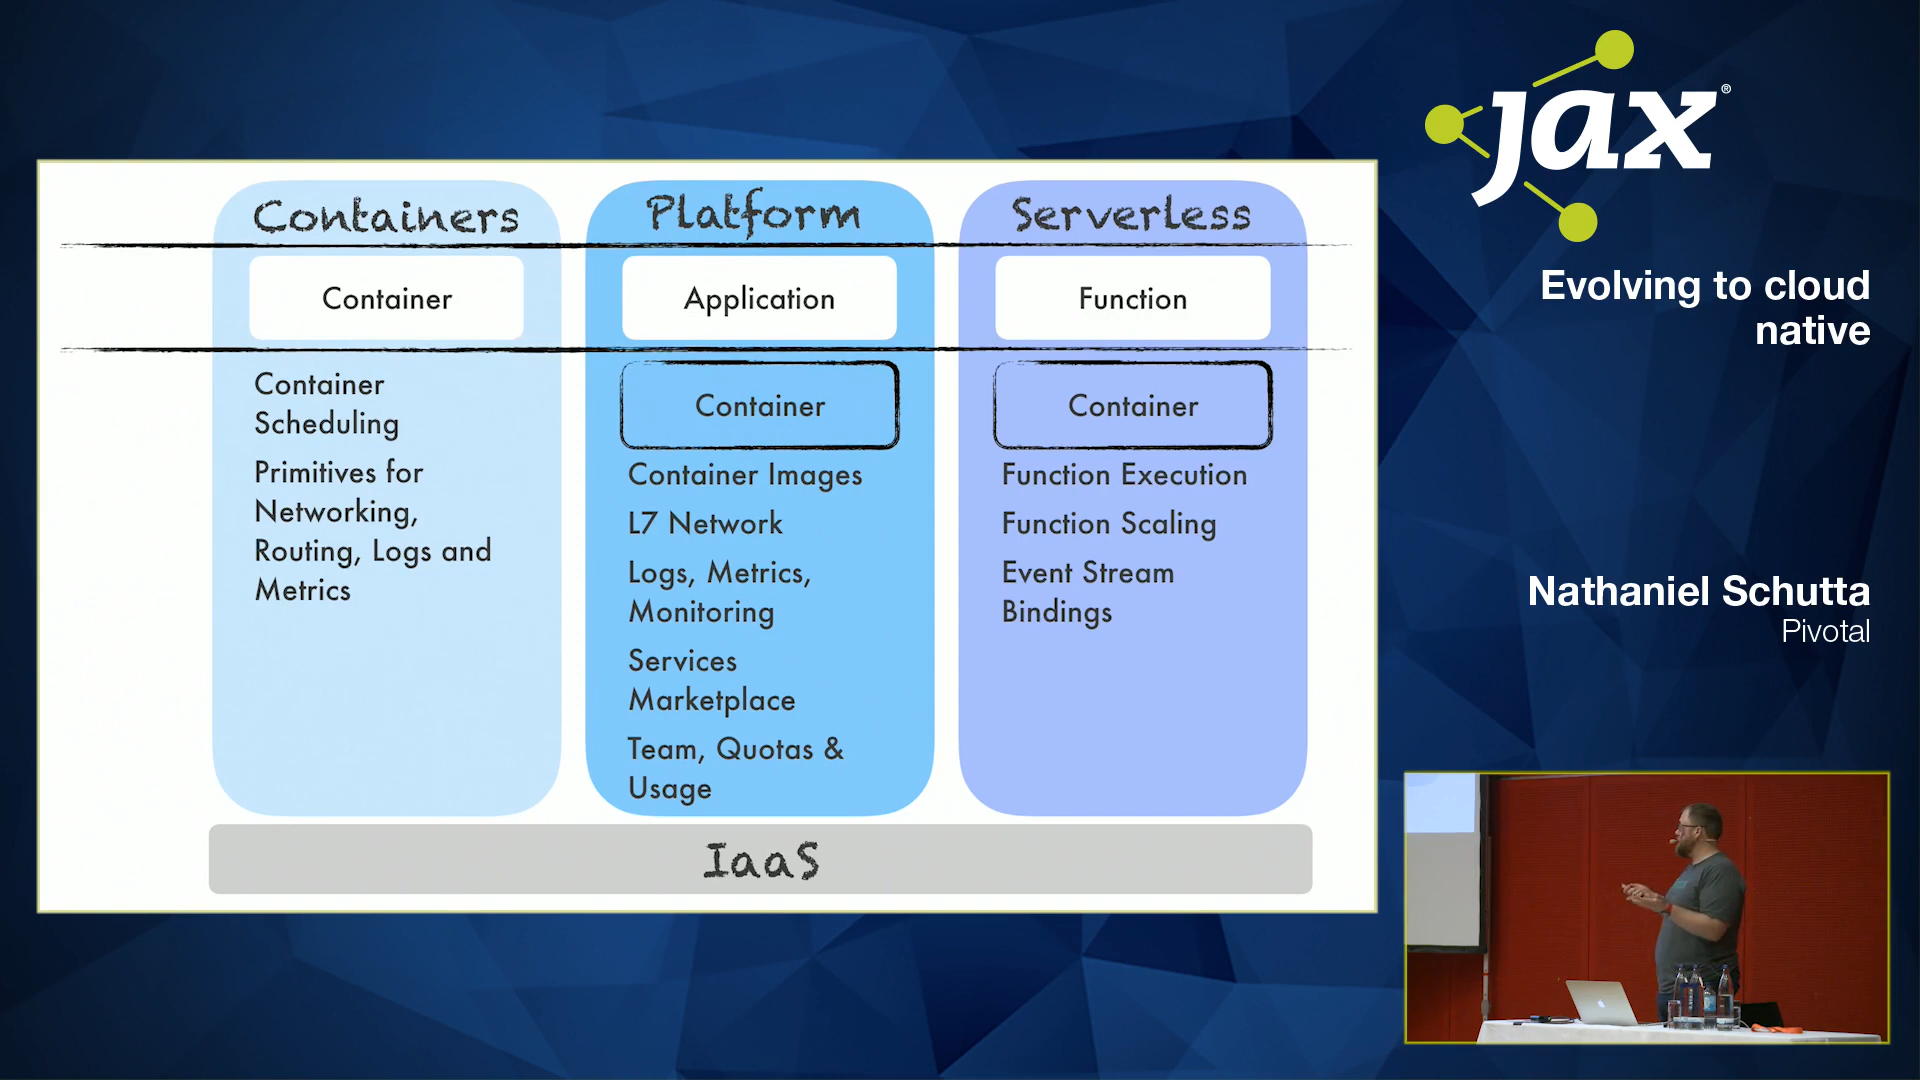 Containers
Platform
Serverless
Container
Application
Function
Container
Scheduling
Primitives for
Networking,
Routing, Logs and
Metrics
Container
Container Images
L7 Network
Logs, Metrics,
Monitoring
Services
Marketplace
Team, Quotas &
Usage
Container
Function Execution
Function Scaling
Event Stream
Bindings
IaaS
jax®
Evolving to cloud
native
Nathaniel Schutta
Pivotal